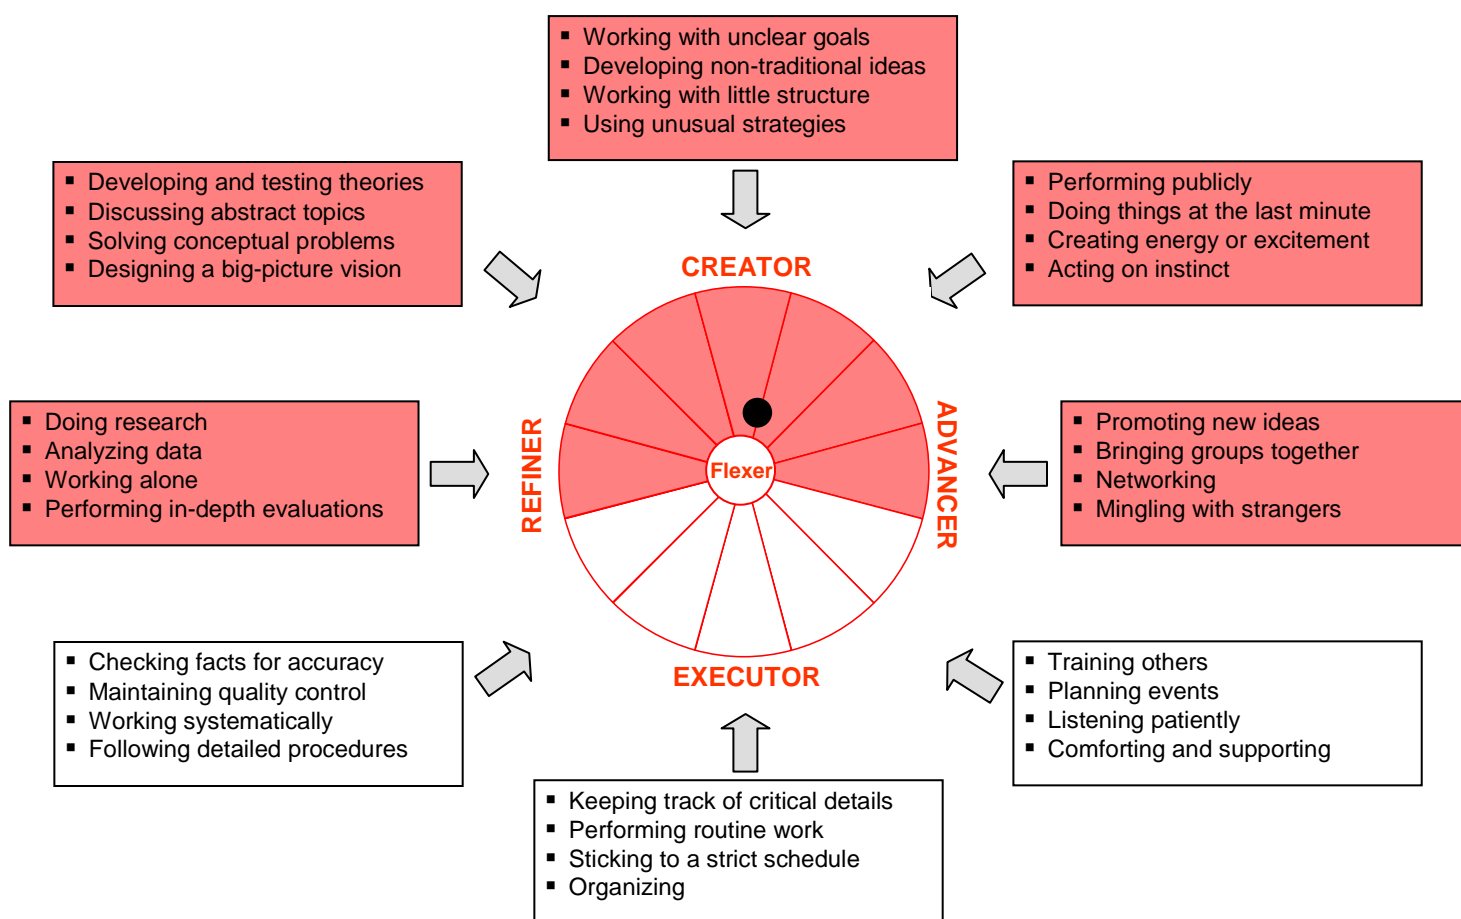 ▪ Working with unclear goals
▪ Developing non-traditional ideas
▪ Working with little structure
▪ Using unusual strategies
▪ Developing and testing theories
▪ Discussing abstract topics
▪ Solving conceptual problems
▪ Designing a big-picture vision
▪ Performing publicly
▪ Doing things at the last minute
▪ Creating energy or excitement
▪ Acting on instinct
CREATOR
▪ Doing research
▪ Analyzing data
▪ Working alone
▪ Performing in-depth evaluations
REFINER
Flexer
ADVANCER
▪ Promoting new ideas
▪ Bringing groups together
▪ Networking
▪ Mingling with strangers
EXECUTOR
▪ Checking facts for accuracy
▪ Maintaining quality control
▪ Working systematically
▪ Following detailed procedures
▪ Training others
▪ Planning events
▪ Listening patiently
▪ Comforting and supporting
▪ Keeping track of critical details
▪ Performing routine work
▪ Sticking to a strict schedule
▪ Organizing